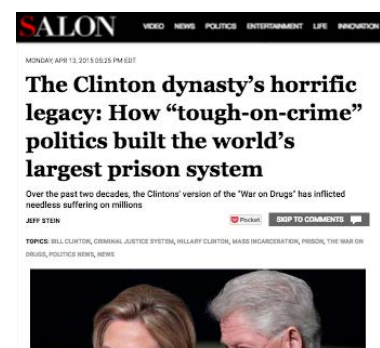 SALON VIDEO NEWS POLITICS ENTERTAINMENT LIFE INNOVATION
MONDAY, APR 13, 2015 05:25 PM EDT
The Clinton dynasty’s horrific
legacy: How “tough-on-crime”
politics built the world’s
largest prison system
Over the past two decades, the Clintons’ version of the "War on Drugs" has inflicted
needless suffering on millions
JEFF STEIN Pocket SKIP TO COMMENTS
TOPICS: BILL CLINTON, CRIMINAL JUSTICE SYSTEM, HILLARY CLINTON, MASS INCARCERATION, PRISON, THE WAR ON
DRUGS, POLITICS NEWS, NEWS